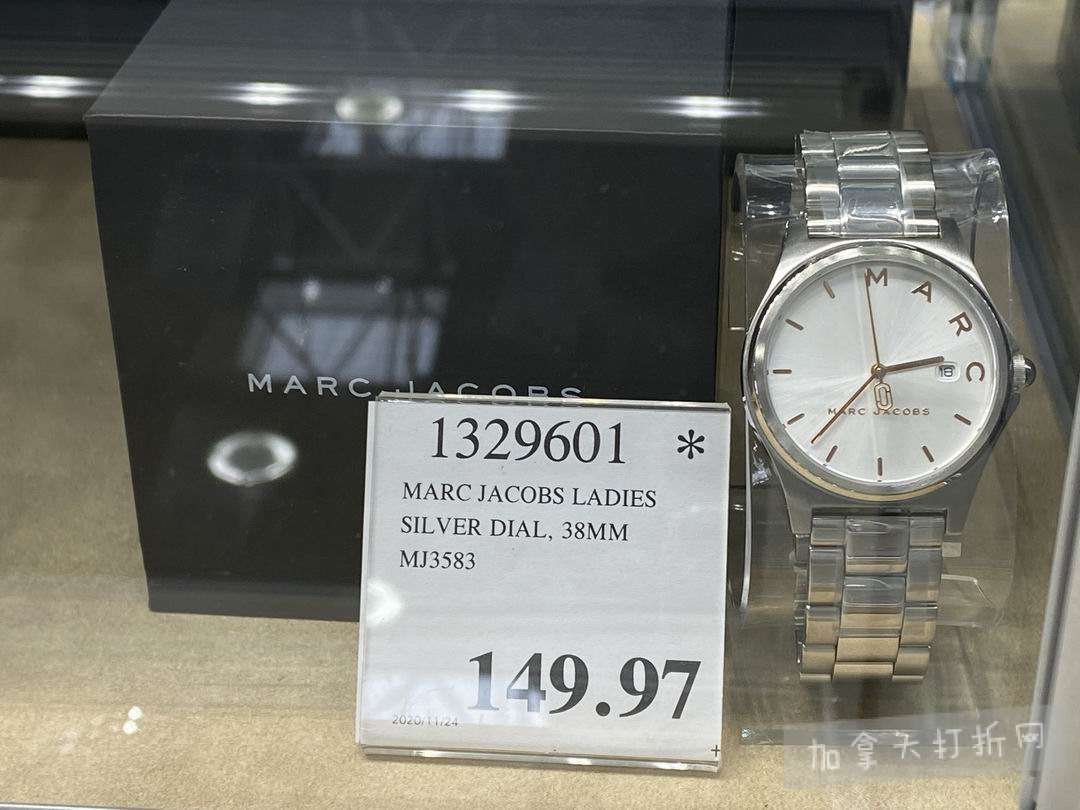 MARC JACOBS
1329601 *
MARC JACOBS LADIES
SILVER DIAL, 38MM
MJ3583
149.97
2020/11/24
+
MARC
MARC JACOBS
加拿大打折网